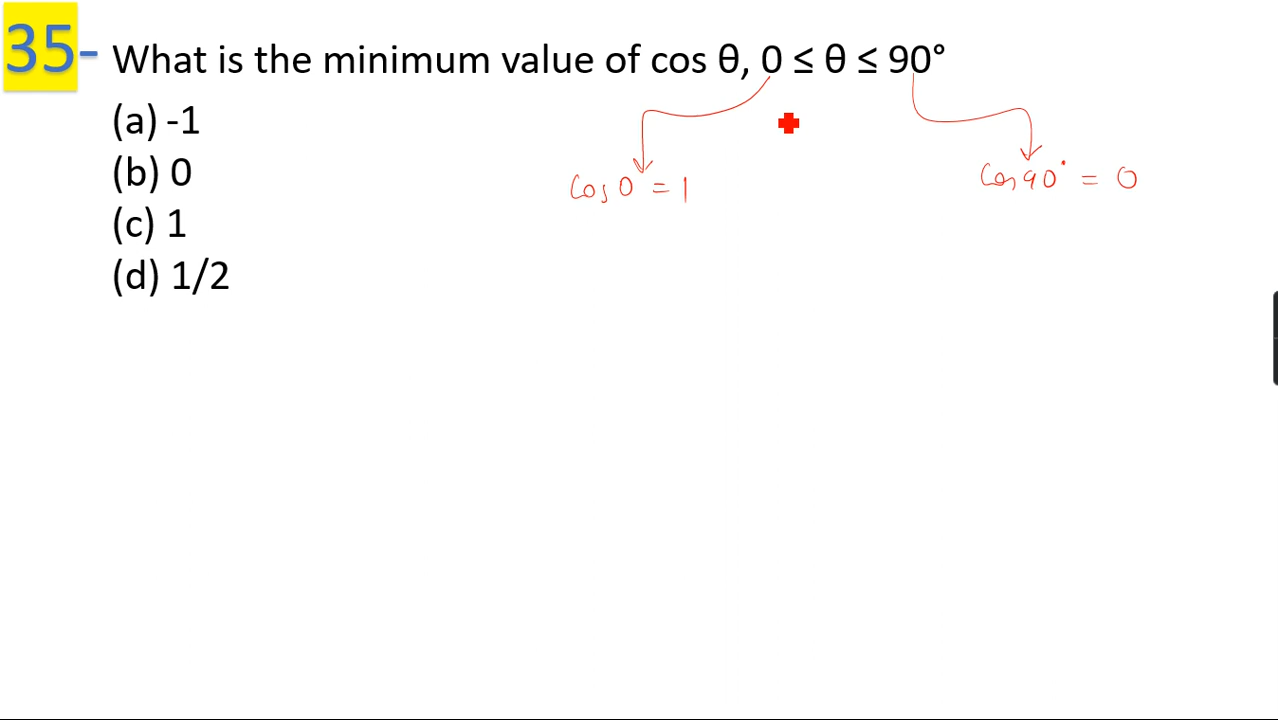 35- What is the minimum value of cos θ, 0 ≤ θ ≤ 90°
(a) -1
(b) 0
(c) 1
(d) 1/2
Cos 0 = 1
Cos 90° = 0